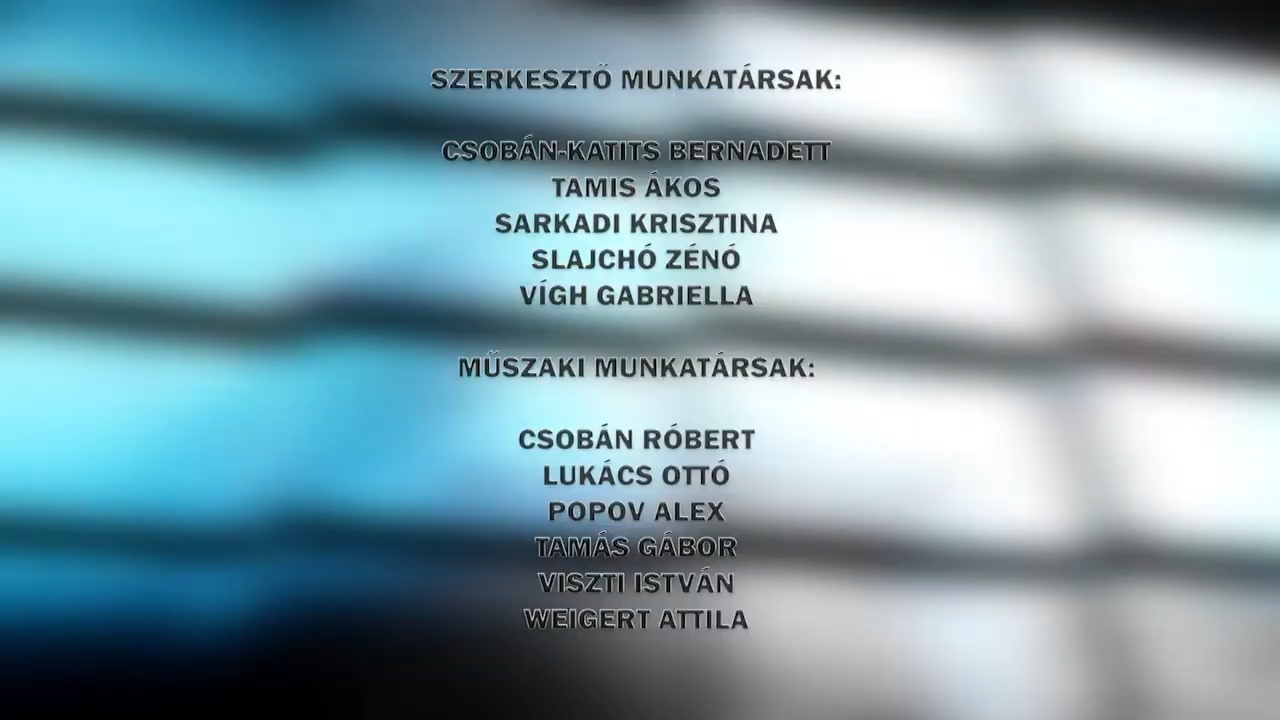 SZERKESZTŐ MUNKATÁRSAK:
CSOBÁN-KATITS BERNADETT
TAMIS ÁKOS
SARKADI KRISZTINA
SLAJCHÓ ZÉNÓ
VÍGH GABRIELLA
MŰSZAKI MUNKATÁRSAK:
CSOBÁN RÓBERT
LUKÁCS OTTÓ
POPOV ALEX
TAMÁS GÁBOR
VISZTI ISTVÁN
WEIGERT ATTILA